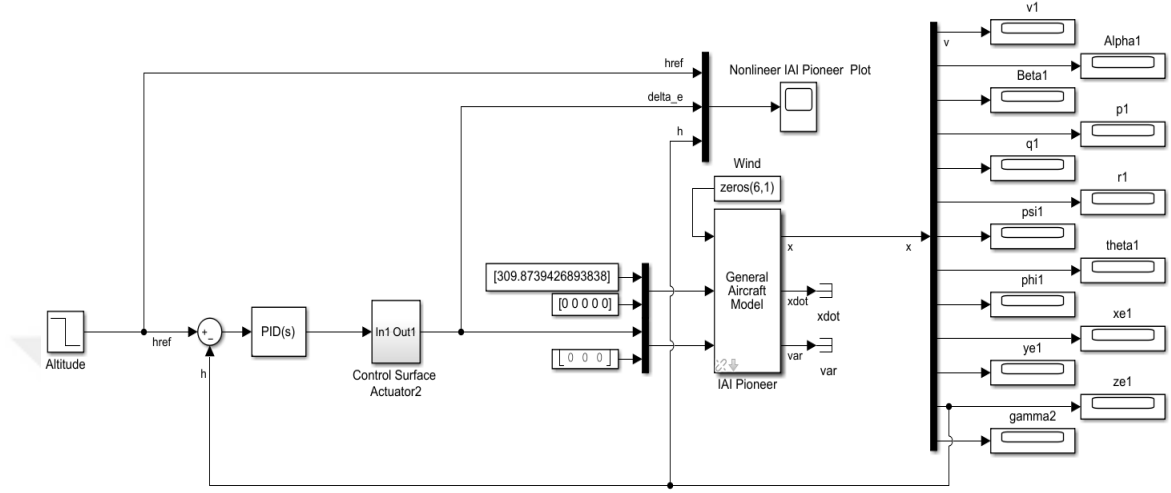 v1
v
Alpha1
href
Nonlineer IAI Pioneer Plot
Beta1
delta_e
p1
h
q1
Wind
zeros(6,1)
r1
psi1
x
x
theta1
[309.8739426893838]
General
Aircraft
Model
[0 0 0 0 0]
xdot
xdot
phi1
xe1
PID(s)
In1 Out1
+
-
href
Altitude
h
Control Surface
Actuator2
[ 0 0 0 ]
var
var
IAI Pioneer
ye1
ze1
gamma2